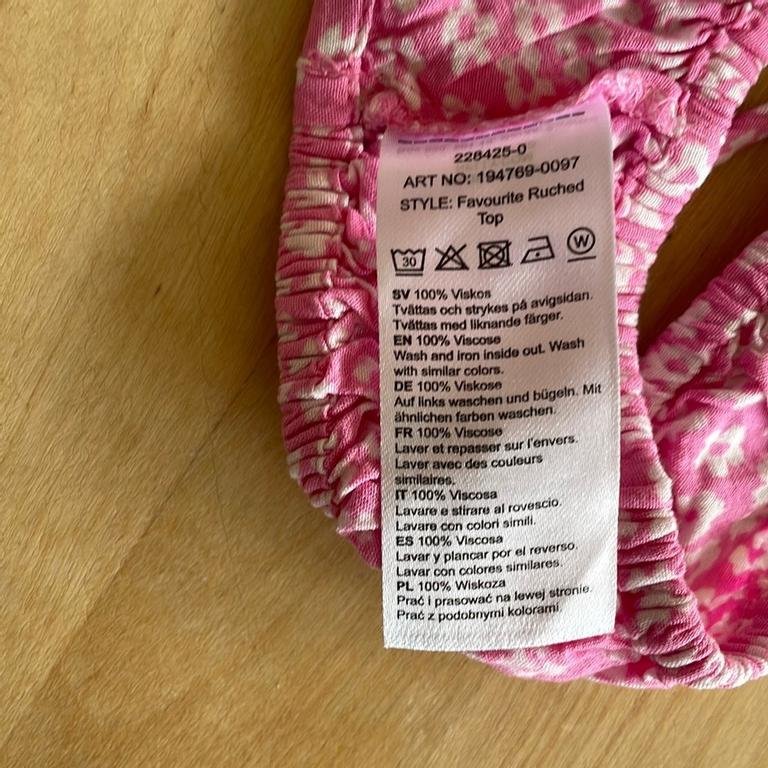 228425-0
ART NO: 194769-0097
STYLE: Favourite Ruched
Top
30
W
SV 100% Viskos
Tvättas och strykes på avigsidan.
Tvättas med liknande färger.
EN 100% Viscose
Wash and iron inside out. Wash
with similar colors.
DE 100% Viskose
Auf links waschen und bügeln. Mit
ähnlichen farben waschen.
FR 100% Viscose
Laver et repasser sur l'envers.
Laver avec des couleurs
similaires.
IT 100% Viscosa
Lavare e stirare al rovescio.
Lavare con colori simili.
ES 100% Viscosa
Lavar y plancar por el reverso.
Lavar con colores similares.
PL 100% Wiskoza
Prać i prasować na lewej stronie.
Prać z podobnymi kolorami.